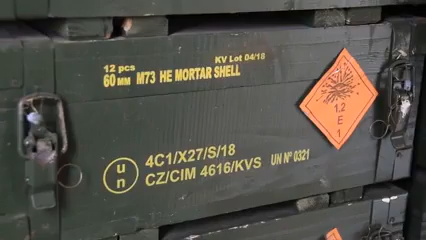 KV Lot 04/18
12 pcs
60 MM M73 HE MORTAR SHELL
1.2
E
1
un
4C1/X27/S/18
CZ/CIM 4616/KVS
UN Nº 0321